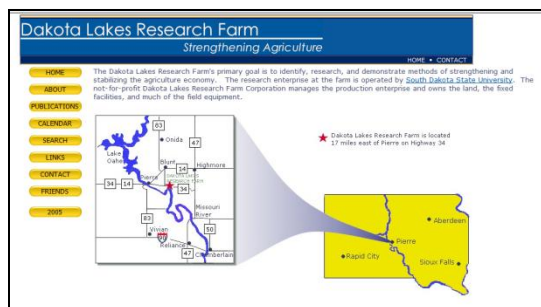 Dakota Lakes Research Farm
Strengthening Agriculture
HOME • CONTACT
HOME
ABOUT
PUBLICATIONS
CALENDAR
SEARCH
LINKS
CONTACT
FRIENDS
2005
The Dakota Lakes Research Farm's primary goal is to identify, research, and demonstrate methods of strengthening and
stabilizing the agriculture economy. The research enterprise at the farm is operated by South Dakota State University. The
not-for-profit Dakota Lakes Research Farm Corporation manages the production enterprise and owns the land, the fixed
facilities, and much of the field equipment.
83
Onida
47
Lake
Oahe
Blunt
14
Highmore
DAKOTA LAKES
RESEARCH FARM
Pierre
34
14
34
Missouri
River
83
50
Vivian
90
Reliance
47
Chamberlain
Dakota Lakes Research Farm is located
17 miles east of Pierre on Highway 34
Aberdeen
Pierre
Rapid City
Sioux Falls